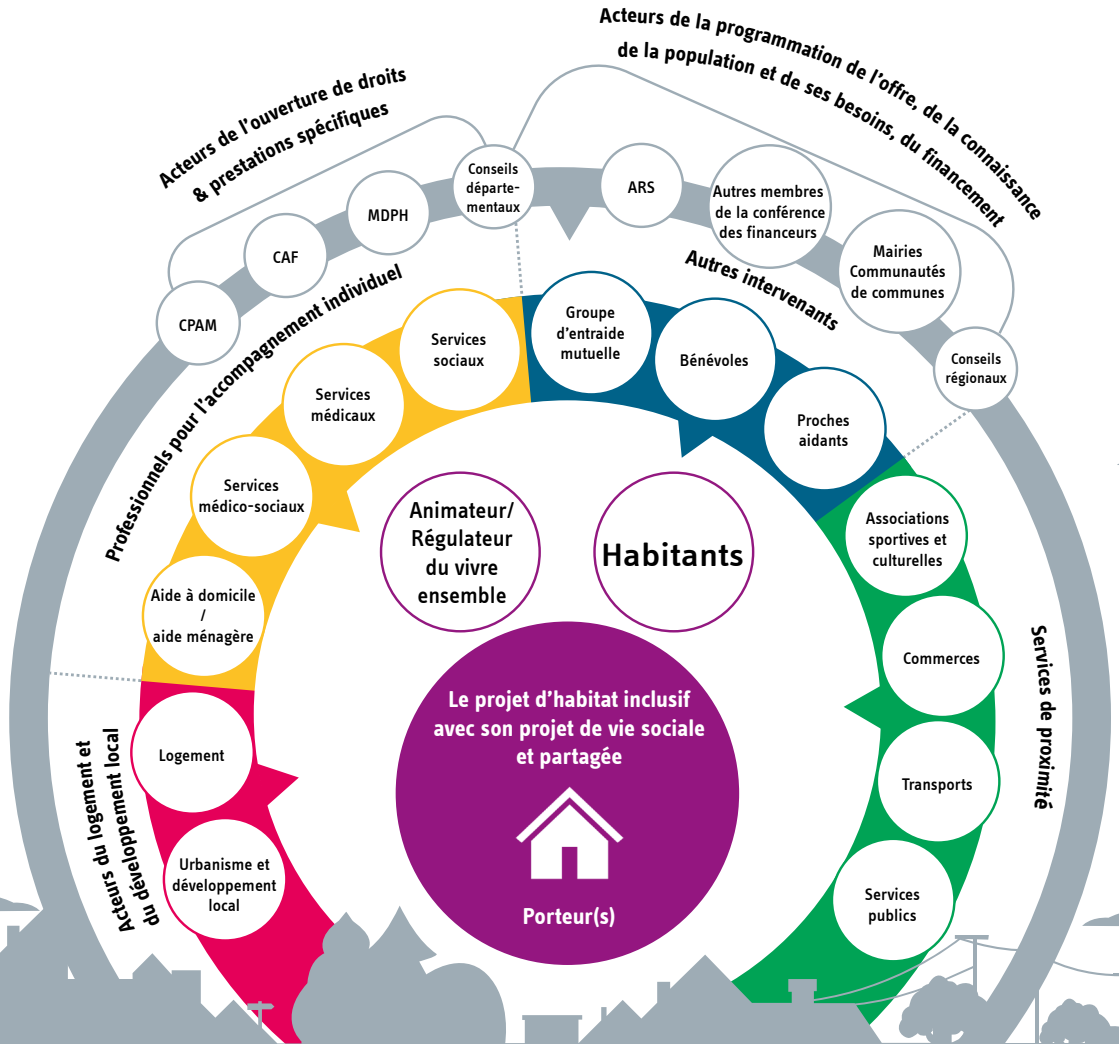 Acteurs de l'ouverture de droits
& prestations spécifiques
Acteurs de la programmation de l'offre, de la connaissance
de la population et de ses besoins, du financement
CPAM
CAF
MDPH
Conseils
départe-
mentaux
ARS
Autres membres
de la conférence
des financeurs
Mairies
Communautés
de communes
Conseils
régionaux
Professionnels pour l'accompagnement individuel
Autres intervenants
Aide à domicile
/
aide ménagère
Services
médico-sociaux
Services
médicaux
Services
sociaux
Groupe
d'entraide
mutuelle
Bénévoles
Proches
aidants
Associations
sportives et
culturelles
Commerces
Transports
Services
publics
Services de proximité
Acteurs du logement et
du développement local
Logement
Urbanisme et
développement
local
Animateur/
Régulateur
du vivre
ensemble
Habitants
Le projet d'habitat inclusif
avec son projet de vie sociale
et partagée
Porteur(s)